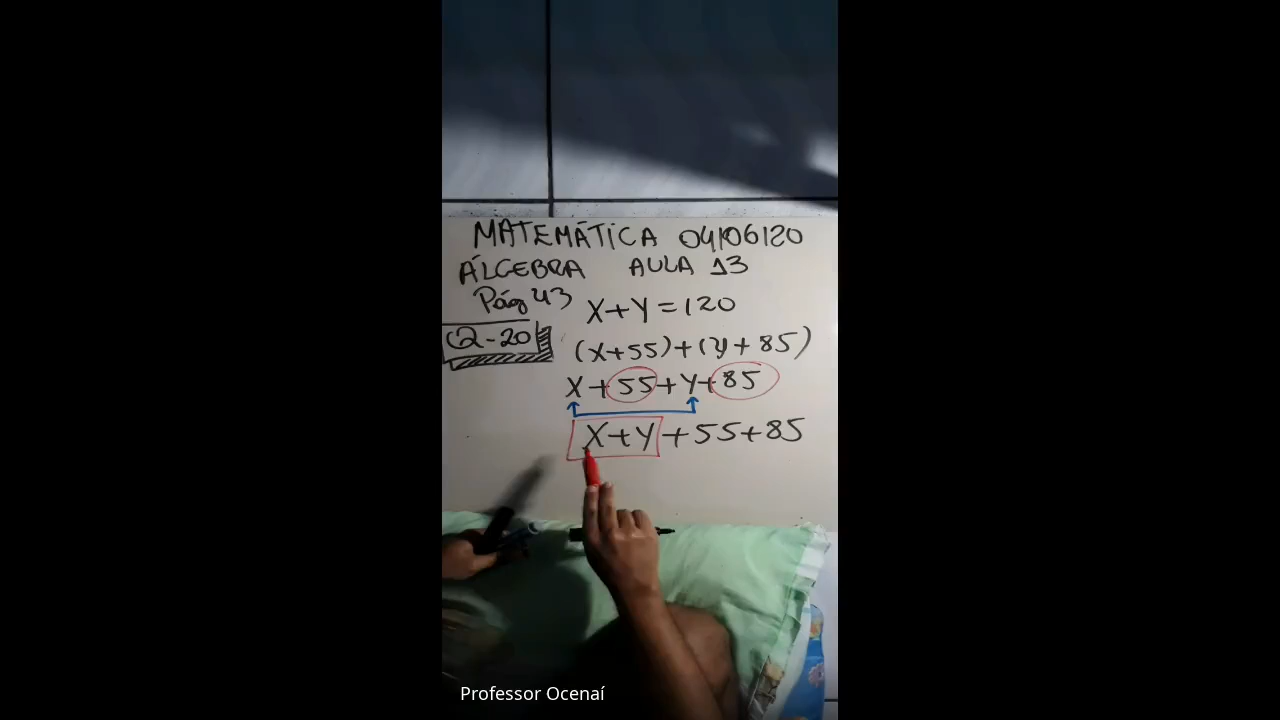 MATEMÁTICA 04/06/20
ÁLGEBRA AULA 13
Pág 43
X+Y=120
Q-20
(X+55)+(Y+85)
X+55+Y+85
X+Y+55+85
Professor Ocenaí